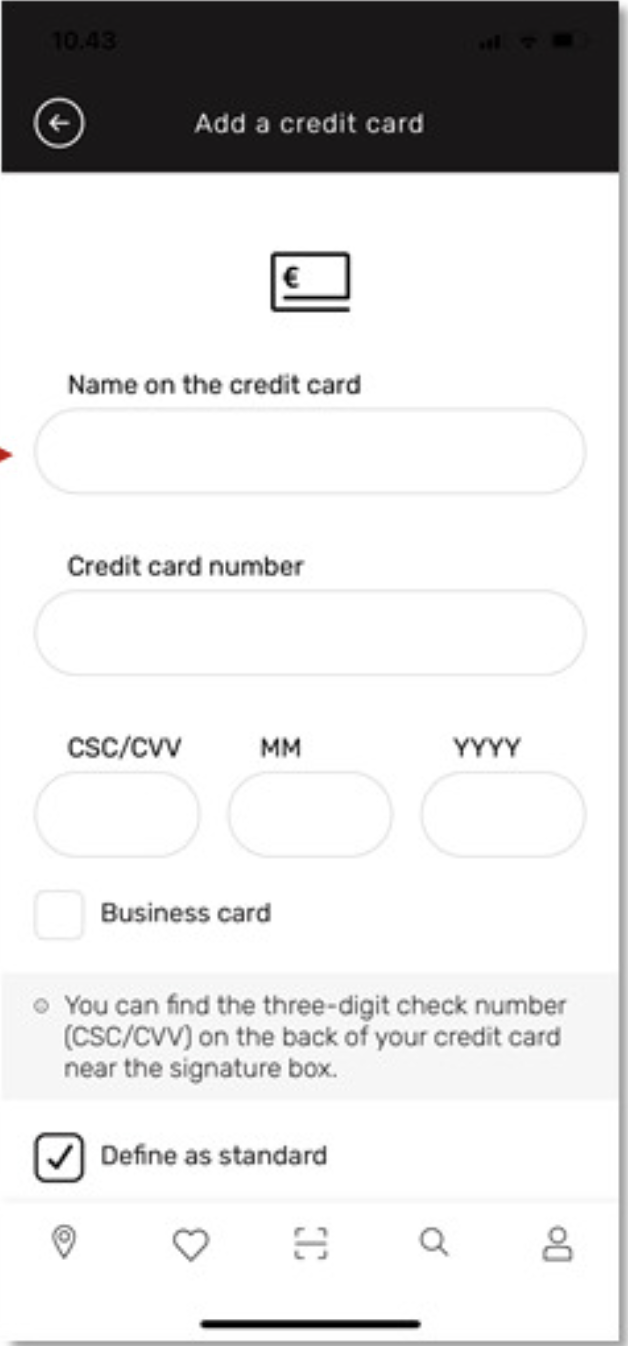 10.43
Add a credit card
€
Name on the credit card
Credit card number
CSC/CVV MM YYYY
Business card
You can find the three-digit check number
(CSC/CVV) on the back of your credit card
near the signature box.
Define as standard